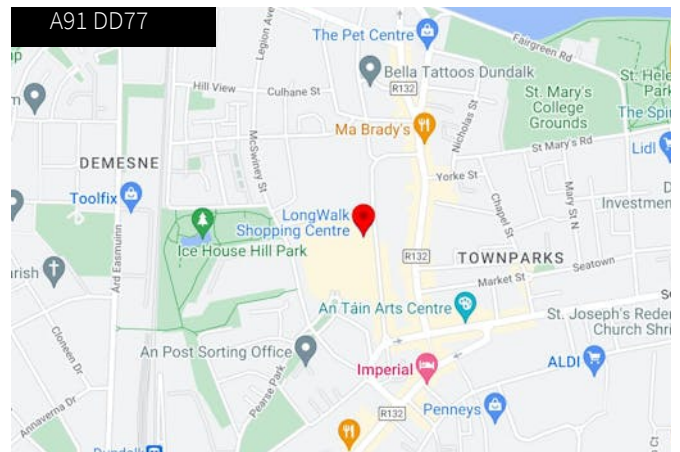 A91 DD77
The Pet Centre
Legion Ave
Fairgreen Rd
Bella Tattoos Dundalk
Hill View
Culhane St
R132
St. Mary's
College
Grounds
St. Hele
Park
The Spi
Ma Brady's
Nicholas St
St Mary's Rd
Lidl
McSwiney St
DEMESNE
Yorke St
Toolfix
Chapel St
Mary St N
D
Investmen
LongWalk
Shopping Centre
Ice House Hill Park
R132
TOWNPARKS
Seatown
Market St
rish
Ard Easmuinn
An Táin Arts Centre
St. Joseph's Rede
Church Shri
Cloneen Dr
An Post Sorting Office
Imperial
ALDI
Pearse Park
Penneys
R132
Annaverna Dr